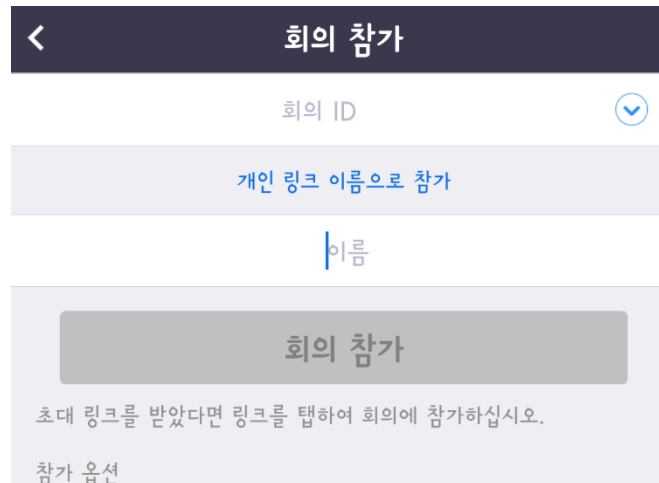 회의 참가
회의 ID
개인 링크 이름으로 참가
이름
회의 참가
초대 링크를 받았다면 링크를 탭하여 회의에 참가하십시오.
참가 옵션